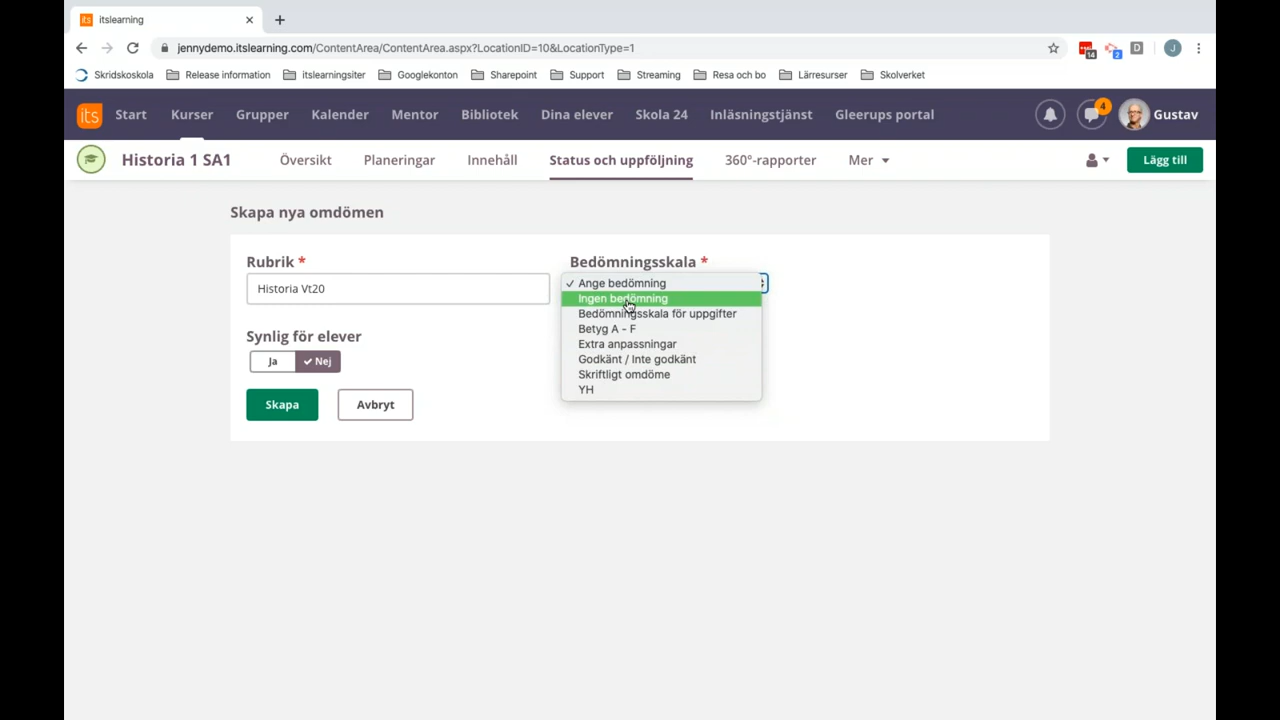 its itslearning
jennydemo.itslearning.com/ContentArea/ContentArea.aspx?LocationID=10&LocationType=1
14 2 D J
Skridskoskola Release information itslearningsiter Googlekonton Sharepoint Support Streaming Resa och bo Lärresurser Skolverket
its Start Kurser Grupper Kalender Mentor Bibliotek Dina elever Skola 24 Inläsningstjänst Gleerups portal 4 Gustav
Historia 1 SA1 Översikt Planeringar Innehåll Status och uppföljning 360°-rapporter Mer Lägg till
Skapa nya omdömen
Rubrik * Bedömningsskala *
Historia Vt20
✓ Ange bedömning
Ingen bedömning
Bedömningsskala för uppgifter
Betyg A - F
Extra anpassningar
Godkänt / Inte godkänt
Skriftligt omdöme
YH
Synlig för elever
Ja ✓ Nej
Skapa Avbryt